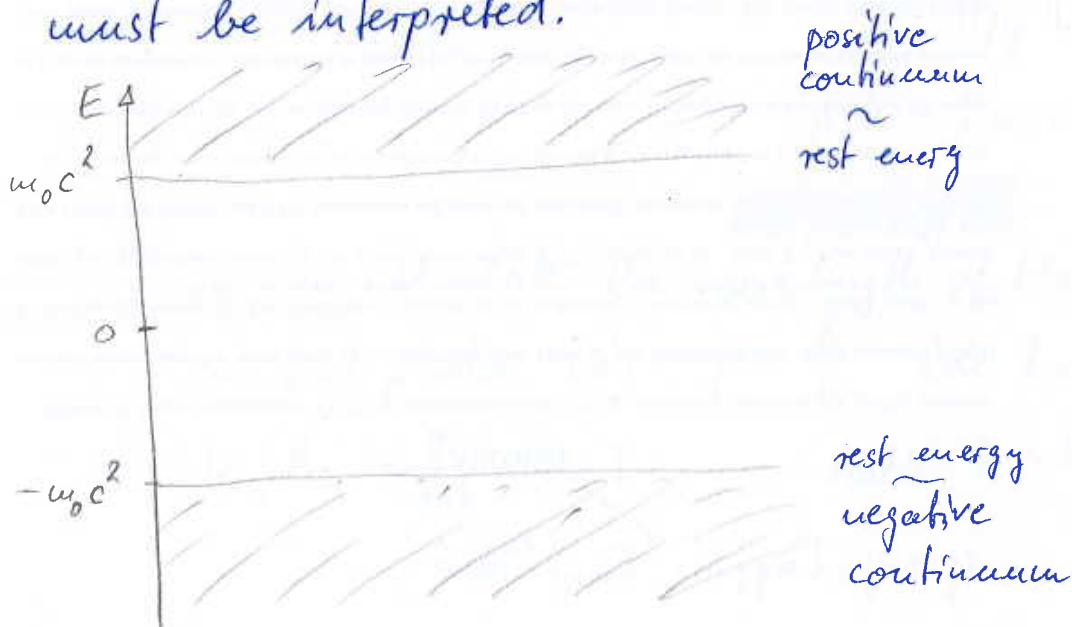 must be interpreted.
positive
continuum
~
rest energy
E
m₀c²
0
rest energy
~
negative
continuum
-m₀c²